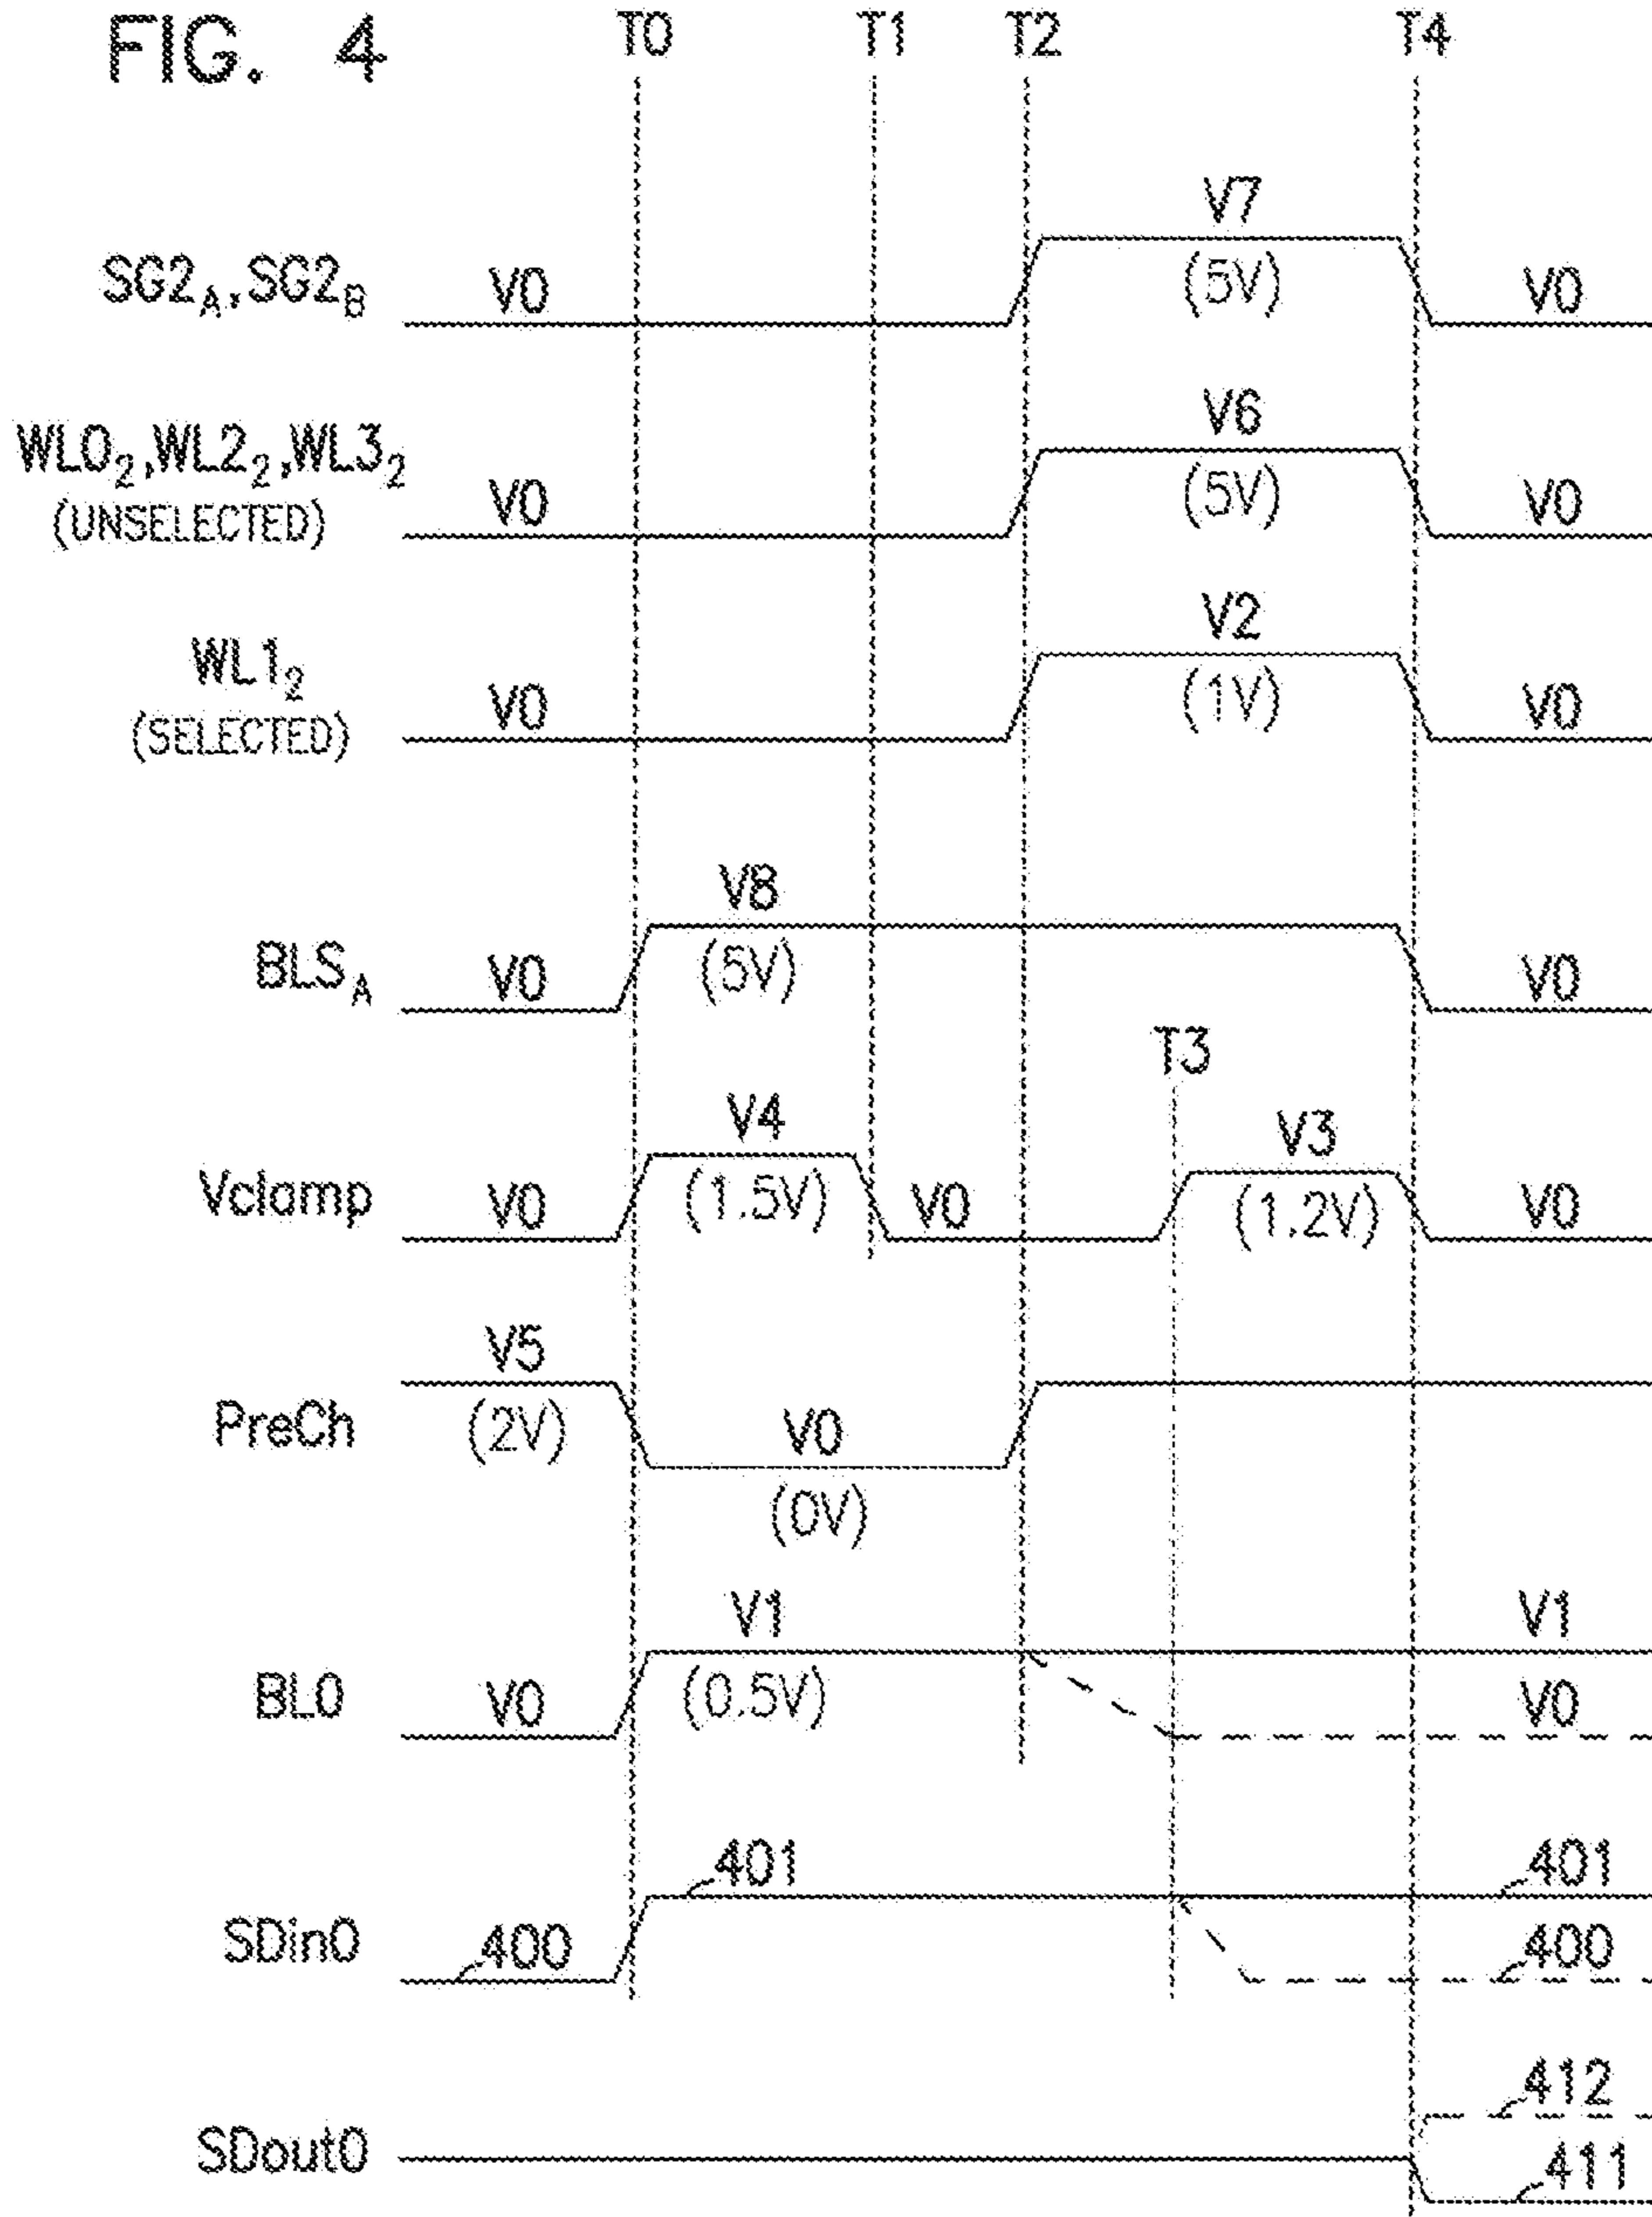 FIG. 4 T0 T1 T2 T4
V7
SG2A,SG2B V0 (5V) V0
V6
WL02,WL22,WL32
(UNSELECTED) V0 (5V) V0
V2
WL12
(SELECTED) V0 (1V) V0
V8
BLSA V0 (5V) V0
T3
V4 V3
Vclamp V0 (1.5V) V0 (1.2V) V0
V5
PreCh (2V) V0
(0V)
V1 V1
BL0 V0 (0.5V) V0
401 401
SDin0 400 400
412
SDout0 411